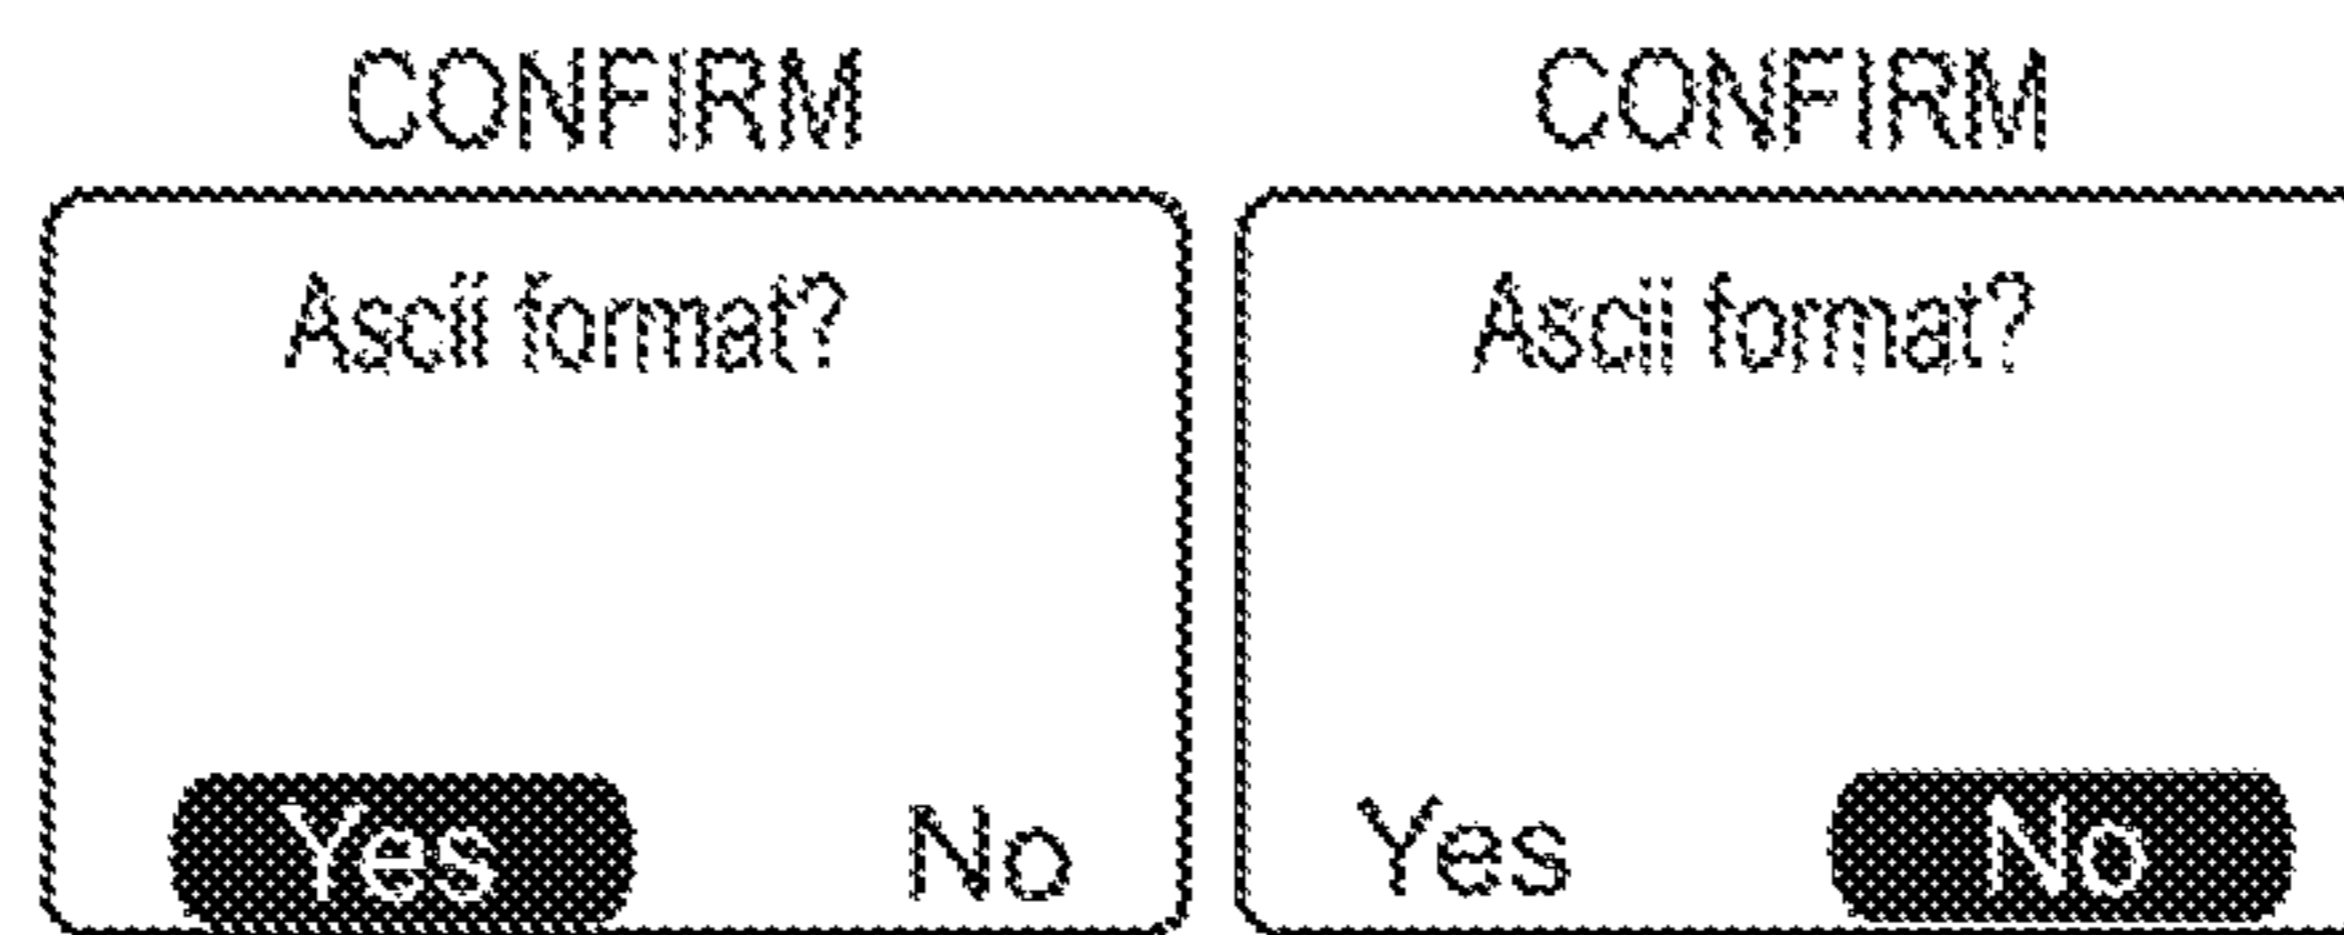 CONFIRM
Ascii format?
Yes No
CONFIRM
Ascii format?
Yes No